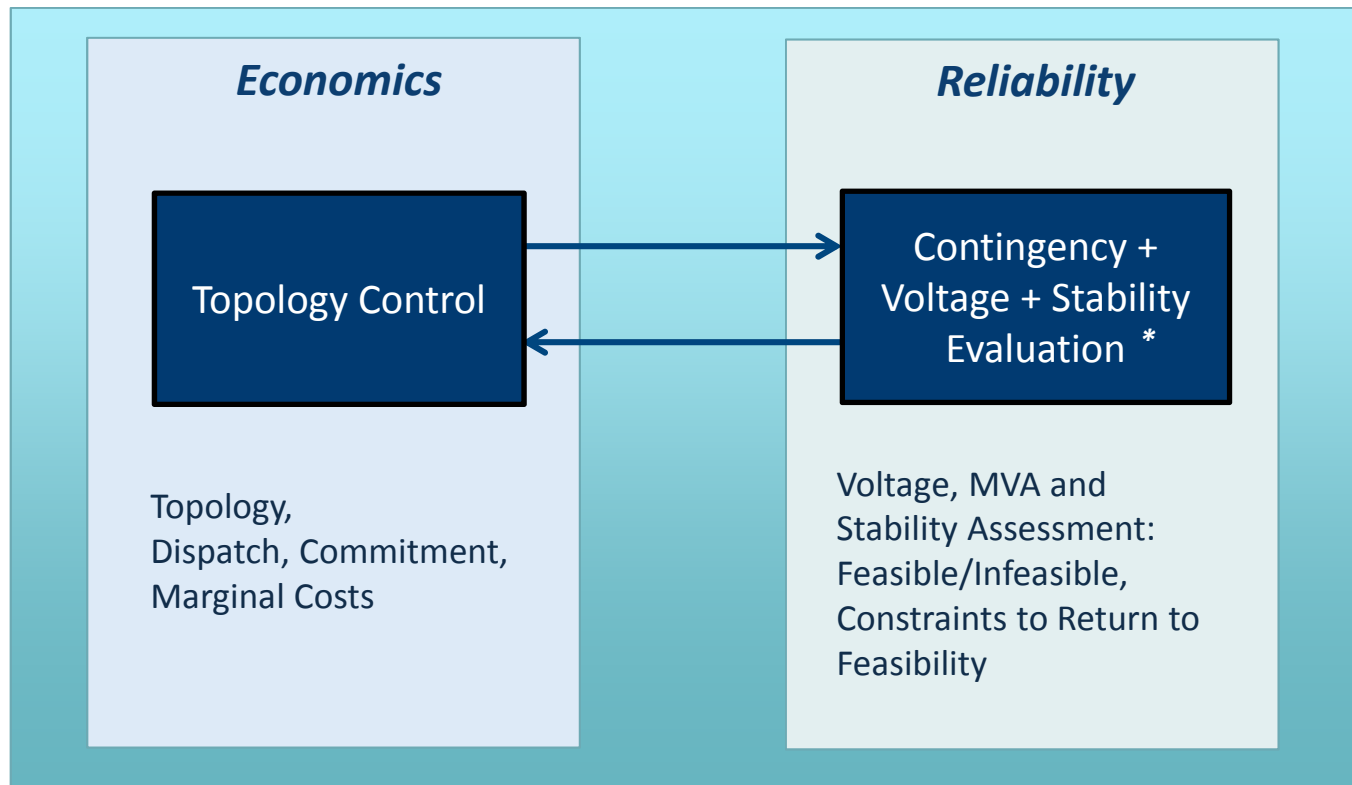 Economics
Topology Control
Topology,
Dispatch, Commitment,
Marginal Costs
Reliability
Contingency +
Voltage + Stability
Evaluation *
Voltage, MVA and
Stability Assessment:
Feasible/Infeasible,
Constraints to Return to
Feasibility